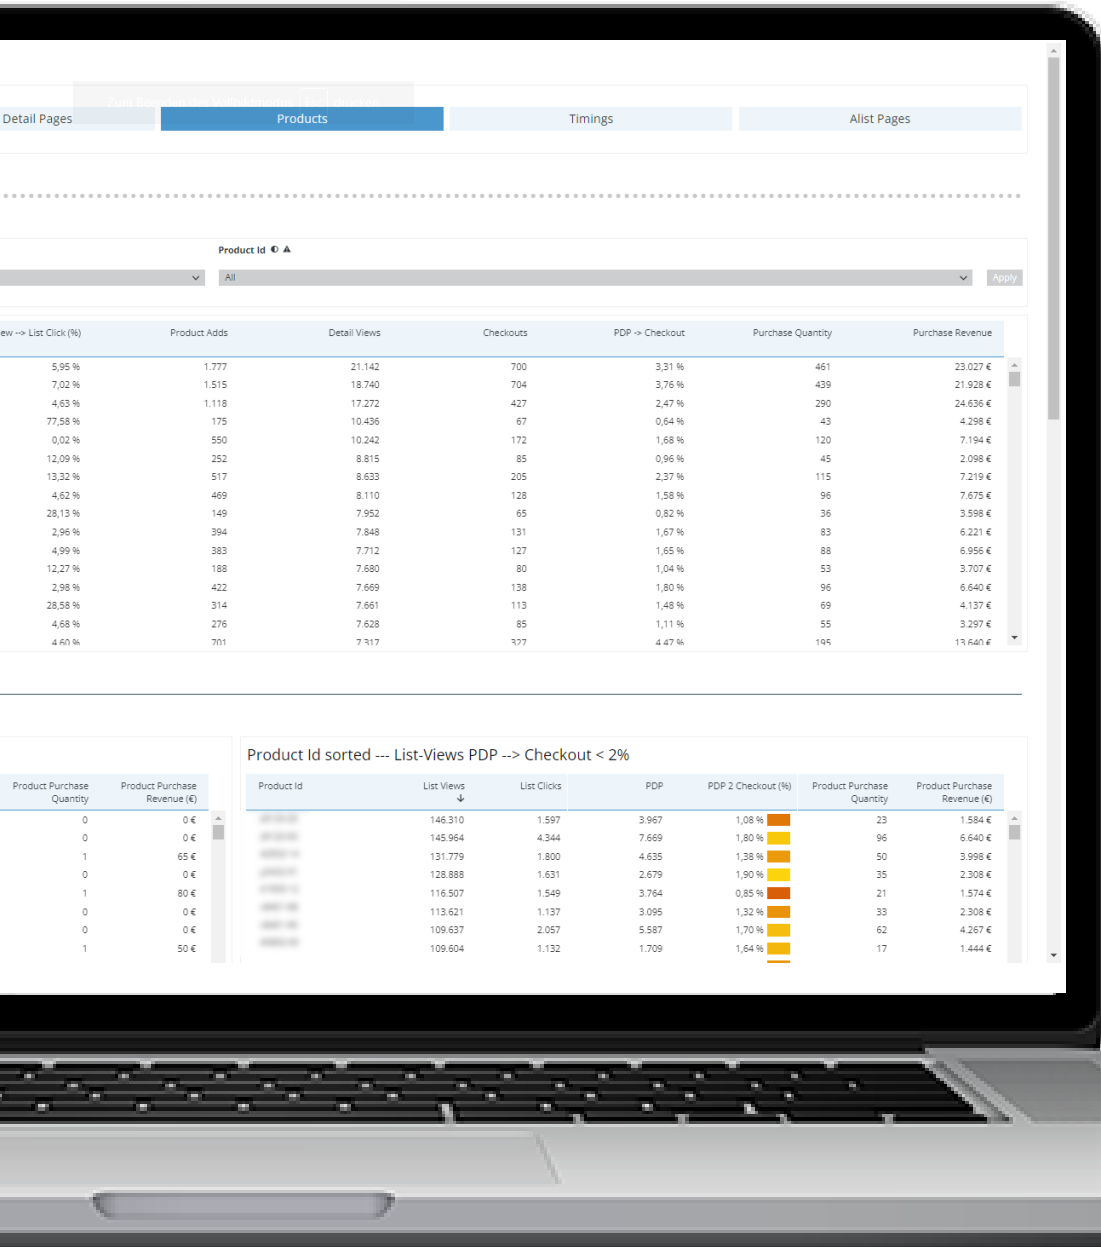 Detail Pages Products Timings Alist Pages
Product Id
All Apply
ew --> List Click (%) Product Adds Detail Views Checkouts PDP -> Checkout Purchase Quantity Purchase Revenue
5,95 % 1.777 21.142 700 3,31 % 461 23.027 €
7,02 % 1.515 18.740 704 3,76 % 439 21.928 €
4,63 % 1.118 17.272 427 2,47 % 290 24.636 €
77,58 % 175 10.436 67 0,64 % 43 4.298 €
0,02 % 550 10.242 172 1,68 % 120 7.194 €
12,09 % 252 8.815 85 0,96 % 45 2.098 €
13,32 % 517 8.633 205 2,37 % 115 7.219 €
4,62 % 469 8.110 128 1,58 % 96 7.675 €
28,13 % 149 7.952 65 0,82 % 36 3.598 €
2,96 % 394 7.848 131 1,67 % 83 6.221 €
4,99 % 383 7.712 127 1,65 % 88 6.956 €
12,27 % 188 7.680 80 1,04 % 53 3.707 €
2,98 % 422 7.669 138 1,80 % 96 6.640 €
28,58 % 314 7.661 113 1,48 % 69 4.137 €
4,68 % 276 7.628 85 1,11 % 55 3.297 €
4,60 % 701 7.317 327 4,47 % 195 13.640 €
Product Purchase Quantity Product Purchase Revenue (€)
0 0 €
0 0 €
1 65 €
0 0 €
1 80 €
0 0 €
0 0 €
1 50 €
Product Id sorted --- List-Views PDP --> Checkout < 2%
Product Id List Views List Clicks PDP PDP 2 Checkout (%) Product Purchase Quantity Product Purchase Revenue (€)
146.310 1.597 3.967 1,08 % 23 1.584 €
145.964 4.344 7.669 1,80 % 96 6.640 €
131.779 1.800 4.635 1,38 % 50 3.998 €
128.888 1.631 2.679 1,90 % 35 2.308 €
116.507 1.549 3.764 0,85 % 21 1.574 €
113.621 1.137 3.095 1,32 % 33 2.308 €
109.637 2.057 5.587 1,70 % 62 4.267 €
109.604 1.132 1.709 1,64 % 17 1.444 €